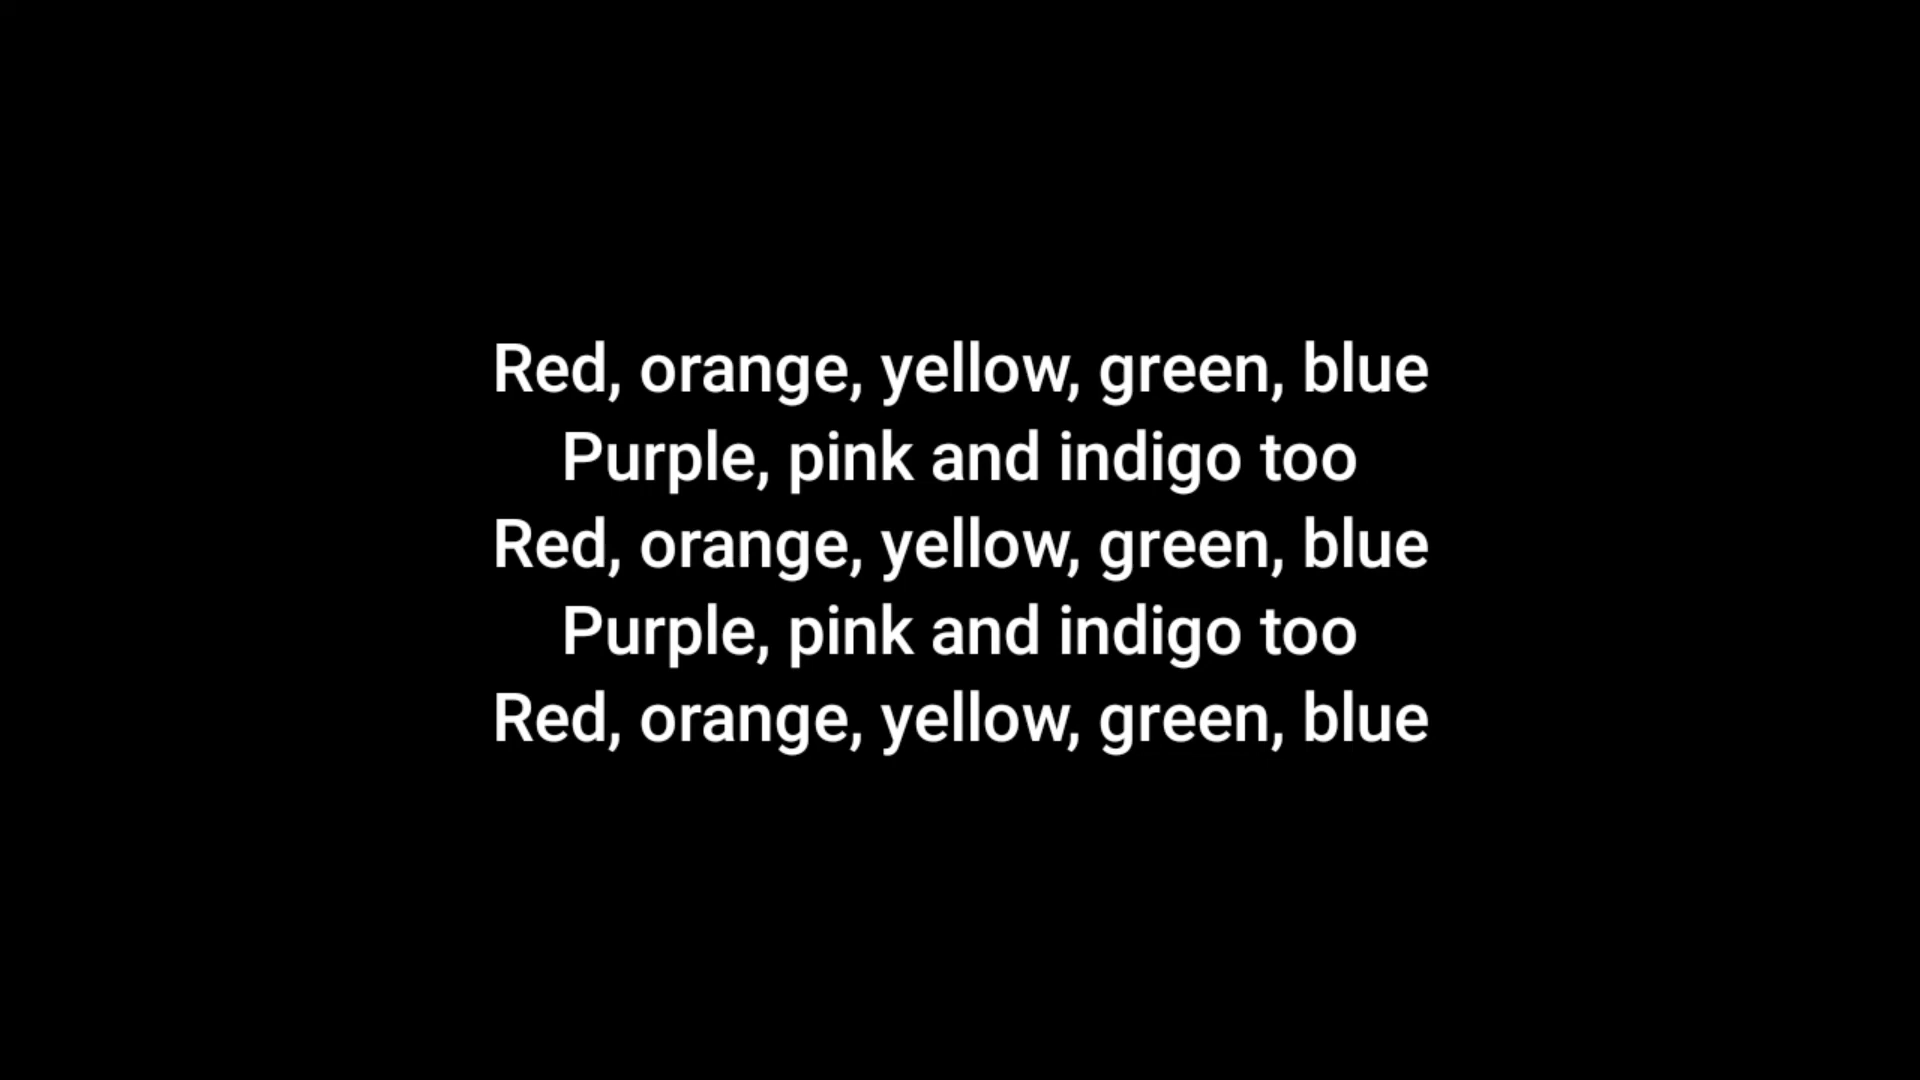 Red, orange, yellow, green, blue
Purple, pink and indigo too
Red, orange, yellow, green, blue
Purple, pink and indigo too
Red, orange, yellow, green, blue